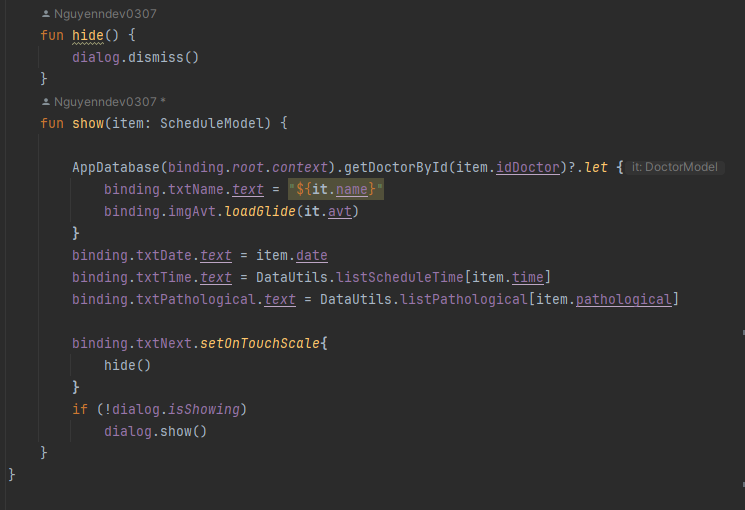 Nguyenndev0307
fun hide() {
dialog.dismiss()
}
Nguyenndev0307 *
fun show(item: ScheduleModel) {
AppDatabase(binding.root.context).getDoctorById(item.idDoctor)?.let { it: DoctorModel
binding.txtName.text = "${it.name}"
binding.imgAvt.loadGlide(it.avt)
}
binding.txtDate.text = item.date
binding.txtTime.text = DataUtils.listScheduleTime[item.time]
binding.txtPathological.text = DataUtils.listPathological[item.pathological]
binding.txtNext.setOnTouchScale{
hide()
}
if (!dialog.isShowing)
dialog.show()
}
}